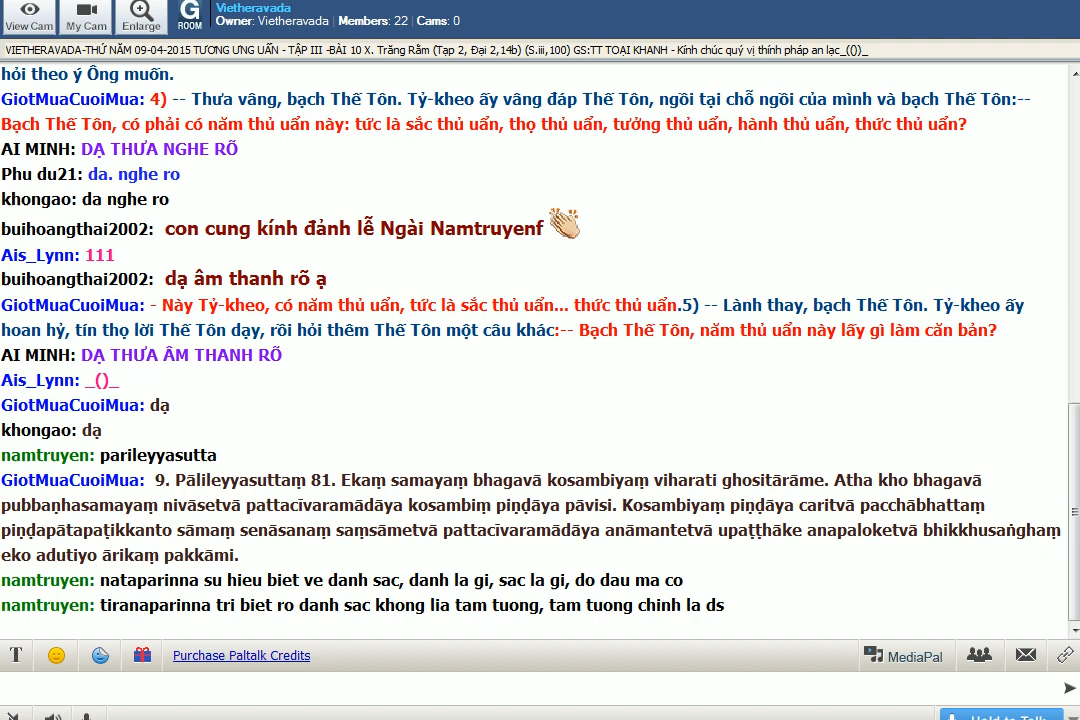 View Cam
My Cam
Enlarge
G
ROOM
Vietheravada
Owner: Vietheravada | Members: 22 | Cams: 0
VIETHERAVADA-THỨ NĂM 09-04-2015 TƯƠNG ƯNG UẨN - TẬP III -BÀI 10 X. Trăng Rằm (Tạp 2, Đại 2,14b) (S.iii,100) GS:TT TOẠI KHANH - Kính chúc quý vị thính pháp an lạc_(())_
hỏi theo ý Ông muốn.
GiotMuaCuoiMua: 4) -- Thưa vâng, bạch Thế Tôn. Tỷ-kheo ấy vâng đáp Thế Tôn, ngồi tại chỗ ngồi của mình và bạch Thế Tôn:--
Bạch Thế Tôn, có phải có năm thủ uẩn này: tức là sắc thủ uẩn, thọ thủ uẩn, tưởng thủ uẩn, hành thủ uẩn, thức thủ uẩn?
AI MINH: DẠ THƯA NGHE RÕ
Phu du21: da. nghe ro
khongao: da nghe ro
buihoangthai2002: con cung kính đảnh lễ Ngài Namtruyenf
Ais_Lynn: 111
buihoangthai2002: dạ âm thanh rõ ạ
GiotMuaCuoiMua: - Này Tỷ-kheo, có năm thủ uẩn, tức là sắc thủ uẩn... thức thủ uẩn.5) -- Lành thay, bạch Thế Tôn. Tỷ-kheo ấy
hoan hỷ, tín thọ lời Thế Tôn dạy, rồi hỏi thêm Thế Tôn một câu khác:-- Bạch Thế Tôn, năm thủ uẩn này lấy gì làm căn bản?
AI MINH: DẠ THƯA ÂM THANH RÕ
Ais_Lynn: _()_
GiotMuaCuoiMua: dạ
khongao: dạ
namtruyen: parileyyasutta
GiotMuaCuoiMua: 9. Pālileyyasuttaṃ 81. Ekaṃ samayaṃ bhagavā kosambiyaṃ viharati ghositārāme. Atha kho bhagavā
pubbaṇhasamayaṃ nivāsetvā pattacīvaramādāya kosambiṃ piṇḍāya pāvisi. Kosambiyaṃ piṇḍāya caritvā pacchābhattaṃ
piṇḍapātapaṭikkanto sāmaṃ senāsanaṃ saṃsāmetvā pattacīvaramādāya anāmantetvā upaṭṭhāke anapaloketvā bhikkhusaṅghaṃ
eko adutiyo ārikaṃ pakkāmi.
namtruyen: nataparinna su hieu biet ve danh sac, danh la gi, sac la gi, do dau ma co
namtruyen: tiranaparinna tri biet ro danh sac khong lia tam tuong, tam tuong chinh la ds
T
Purchase Paltalk Credits
MediaPal
Hold to Talk